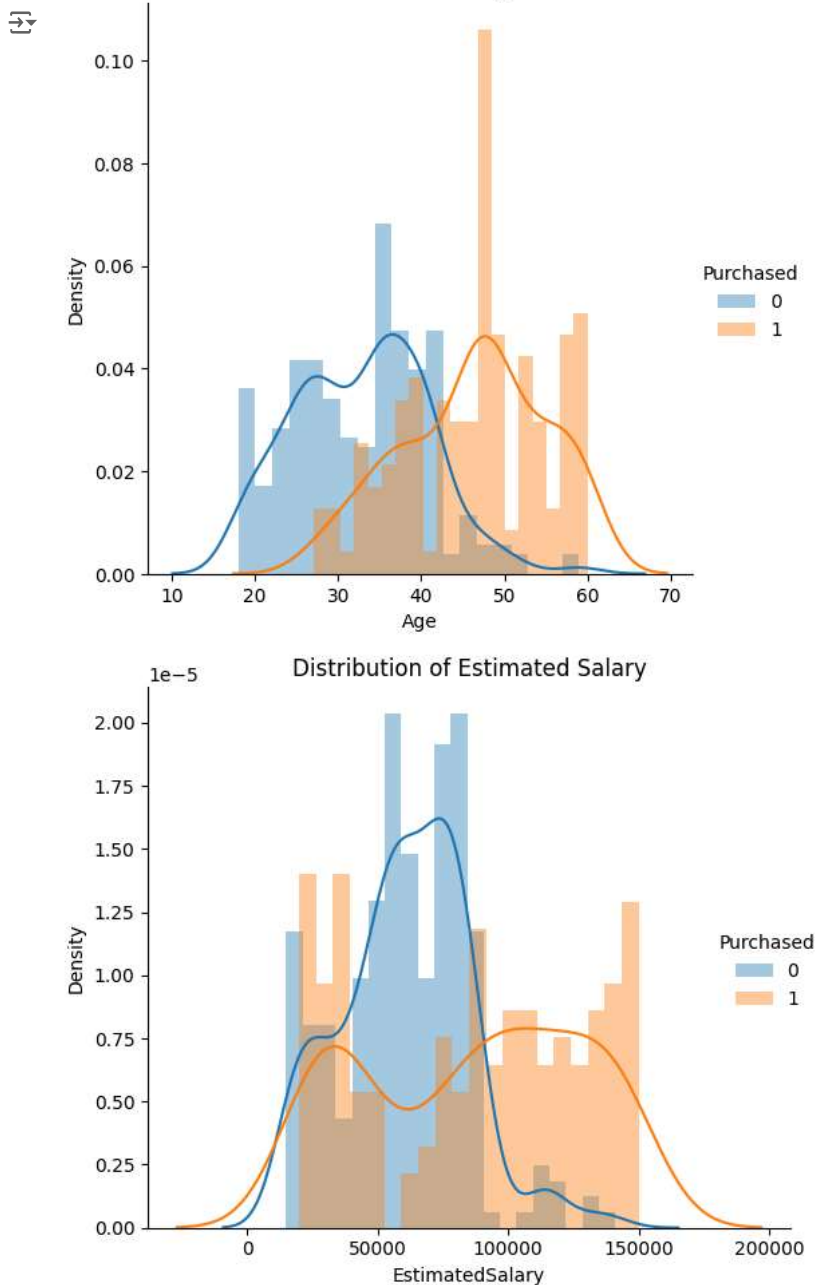 0.10
0.08
0.06
0.04
0.02
0.00
Density
10 20 30 40 50 60 70
Age
Purchased
0
1
Distribution of Estimated Salary
1e−5
2.00
1.75
1.50
1.25
1.00
0.75
0.50
0.25
0.00
Density
0 50000 100000 150000 200000
EstimatedSalary
Purchased
0
1